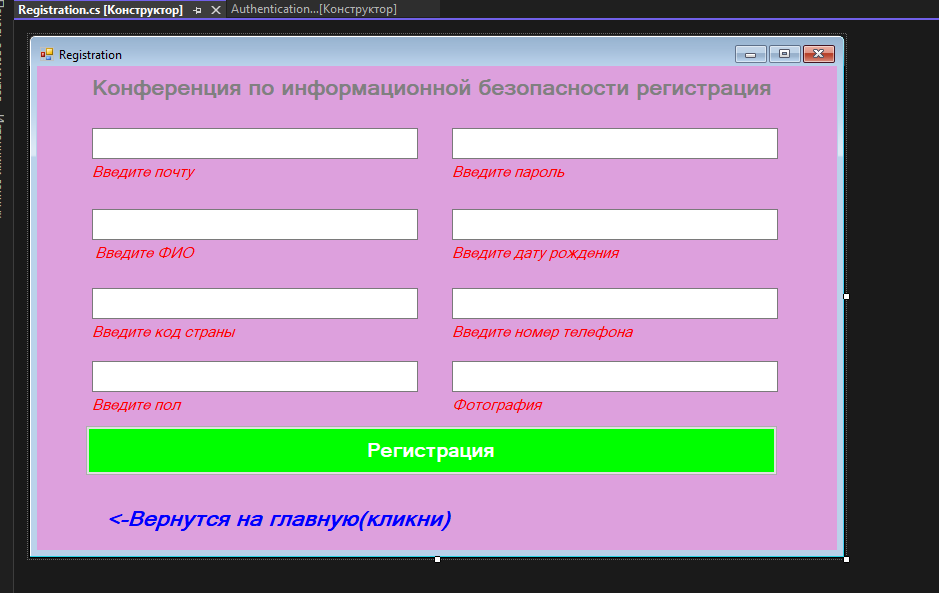 Registration.cs [Конструктор]
Authentication...[Конструктор]
Registration
Конференция по информационной безопасности регистрация
Введите почту
Введите пароль
Введите ФИО
Введите дату рождения
Введите код страны
Введите номер телефона
Введите пол
Фотография
Регистрация
<-Вернутся на главную(кликни)